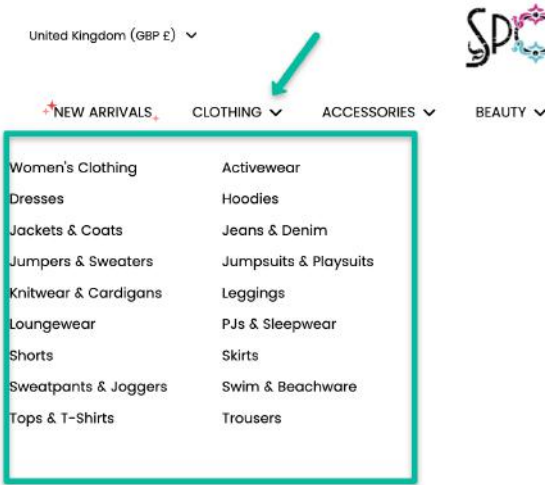 United Kingdom (GBP £)
NEW ARRIVALS CLOTHING ACCESSORIES BEAUTY
Women's Clothing
Dresses
Jackets & Coats
Jumpers & Sweaters
Knitwear & Cardigans
Loungewear
Shorts
Sweatpants & Joggers
Tops & T-Shirts
Activewear
Hoodies
Jeans & Denim
Jumpsuits & Playsuits
Leggings
PJs & Sleepwear
Skirts
Swim & Beachware
Trousers